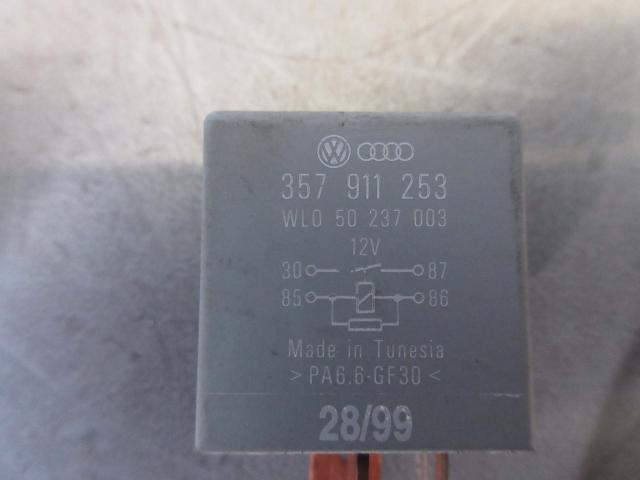 357 911 253
WL0 50 237 003
12V
30 87
85 86
Made in Tunesia
>PA6.6-GF30<
28/99